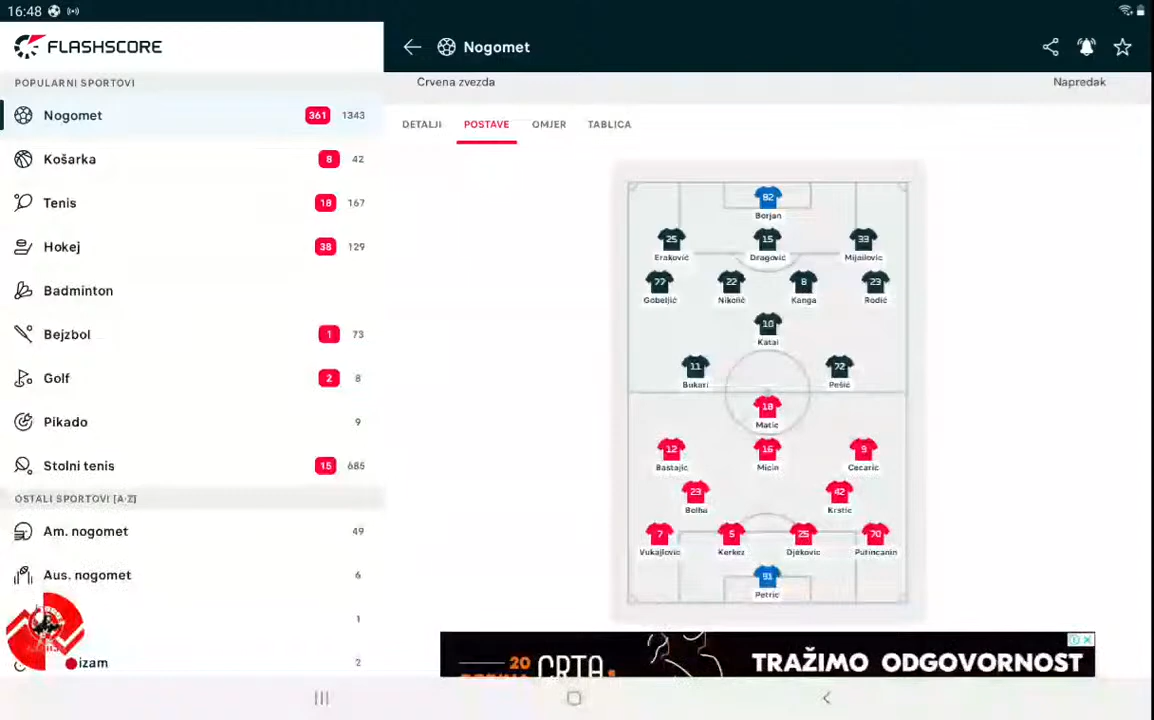 16:48
FLASHSCORE
Nogomet
POPULARNI SPORTOVI
Nogomet 361 1343
Košarka 8 42
Tenis 18 167
Hokej 38 129
Badminton
Bejzbol 1 73
Golf 2 8
Pikado 9
Stolni tenis 15 685
OSTALI SPORTOVI [A-Z]
Am. nogomet 49
Aus. nogomet 6
1
izam 2
Crvena zvezda Napredak
DETALJI POSTAVE OMJER TABLICA
82
Borjan
25 15 33
Eraković Dragović Mijailović
77 22 8 23
Gobeljić Nikolić Kanga Rodić
10
Katai
11 72
Bukari Pešić
18
Matic
12 16 9
Bastajic Micin Cecaric
23 42
Bolha Krstic
7 5 25 70
Vukajlovic Kerkez Djekovic Putincanin
91
Petric
20
CRTA
TRAŽIMO ODGOVORNOST